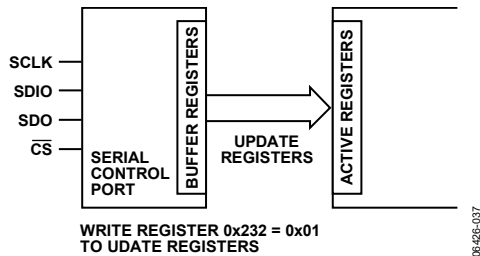 SCLK
SDIO
SDO
CS
SERIAL
CONTROL
PORT
BUFFER REGISTERS
UPDATE
REGISTERS
ACTIVE REGISTERS
WRITE REGISTER 0x232 = 0x01
TO UDATE REGISTERS
06426-037